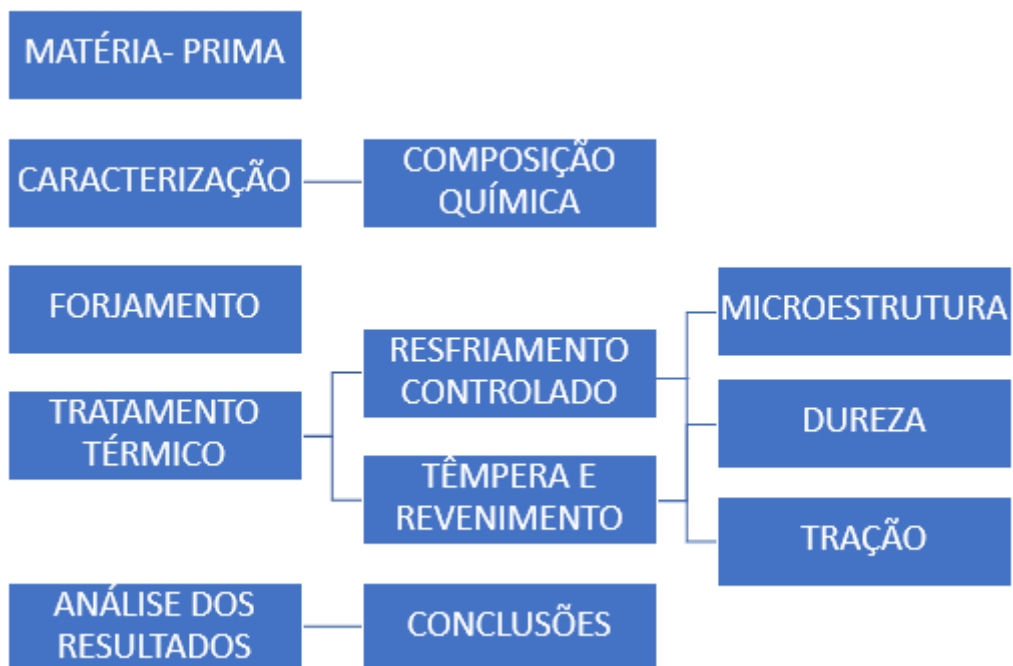 MATÉRIA- PRIMA
CARACTERIZAÇÃO
COMPOSIÇÃO
QUÍMICA
FORJAMENTO
TRATAMENTO
TÉRMICO
RESFRIAMENTO
CONTROLADO
TÊMPERA E
REVENIMENTO
MICROESTRUTURA
DUREZA
TRAÇÃO
ANÁLISE DOS
RESULTADOS
CONCLUSÕES